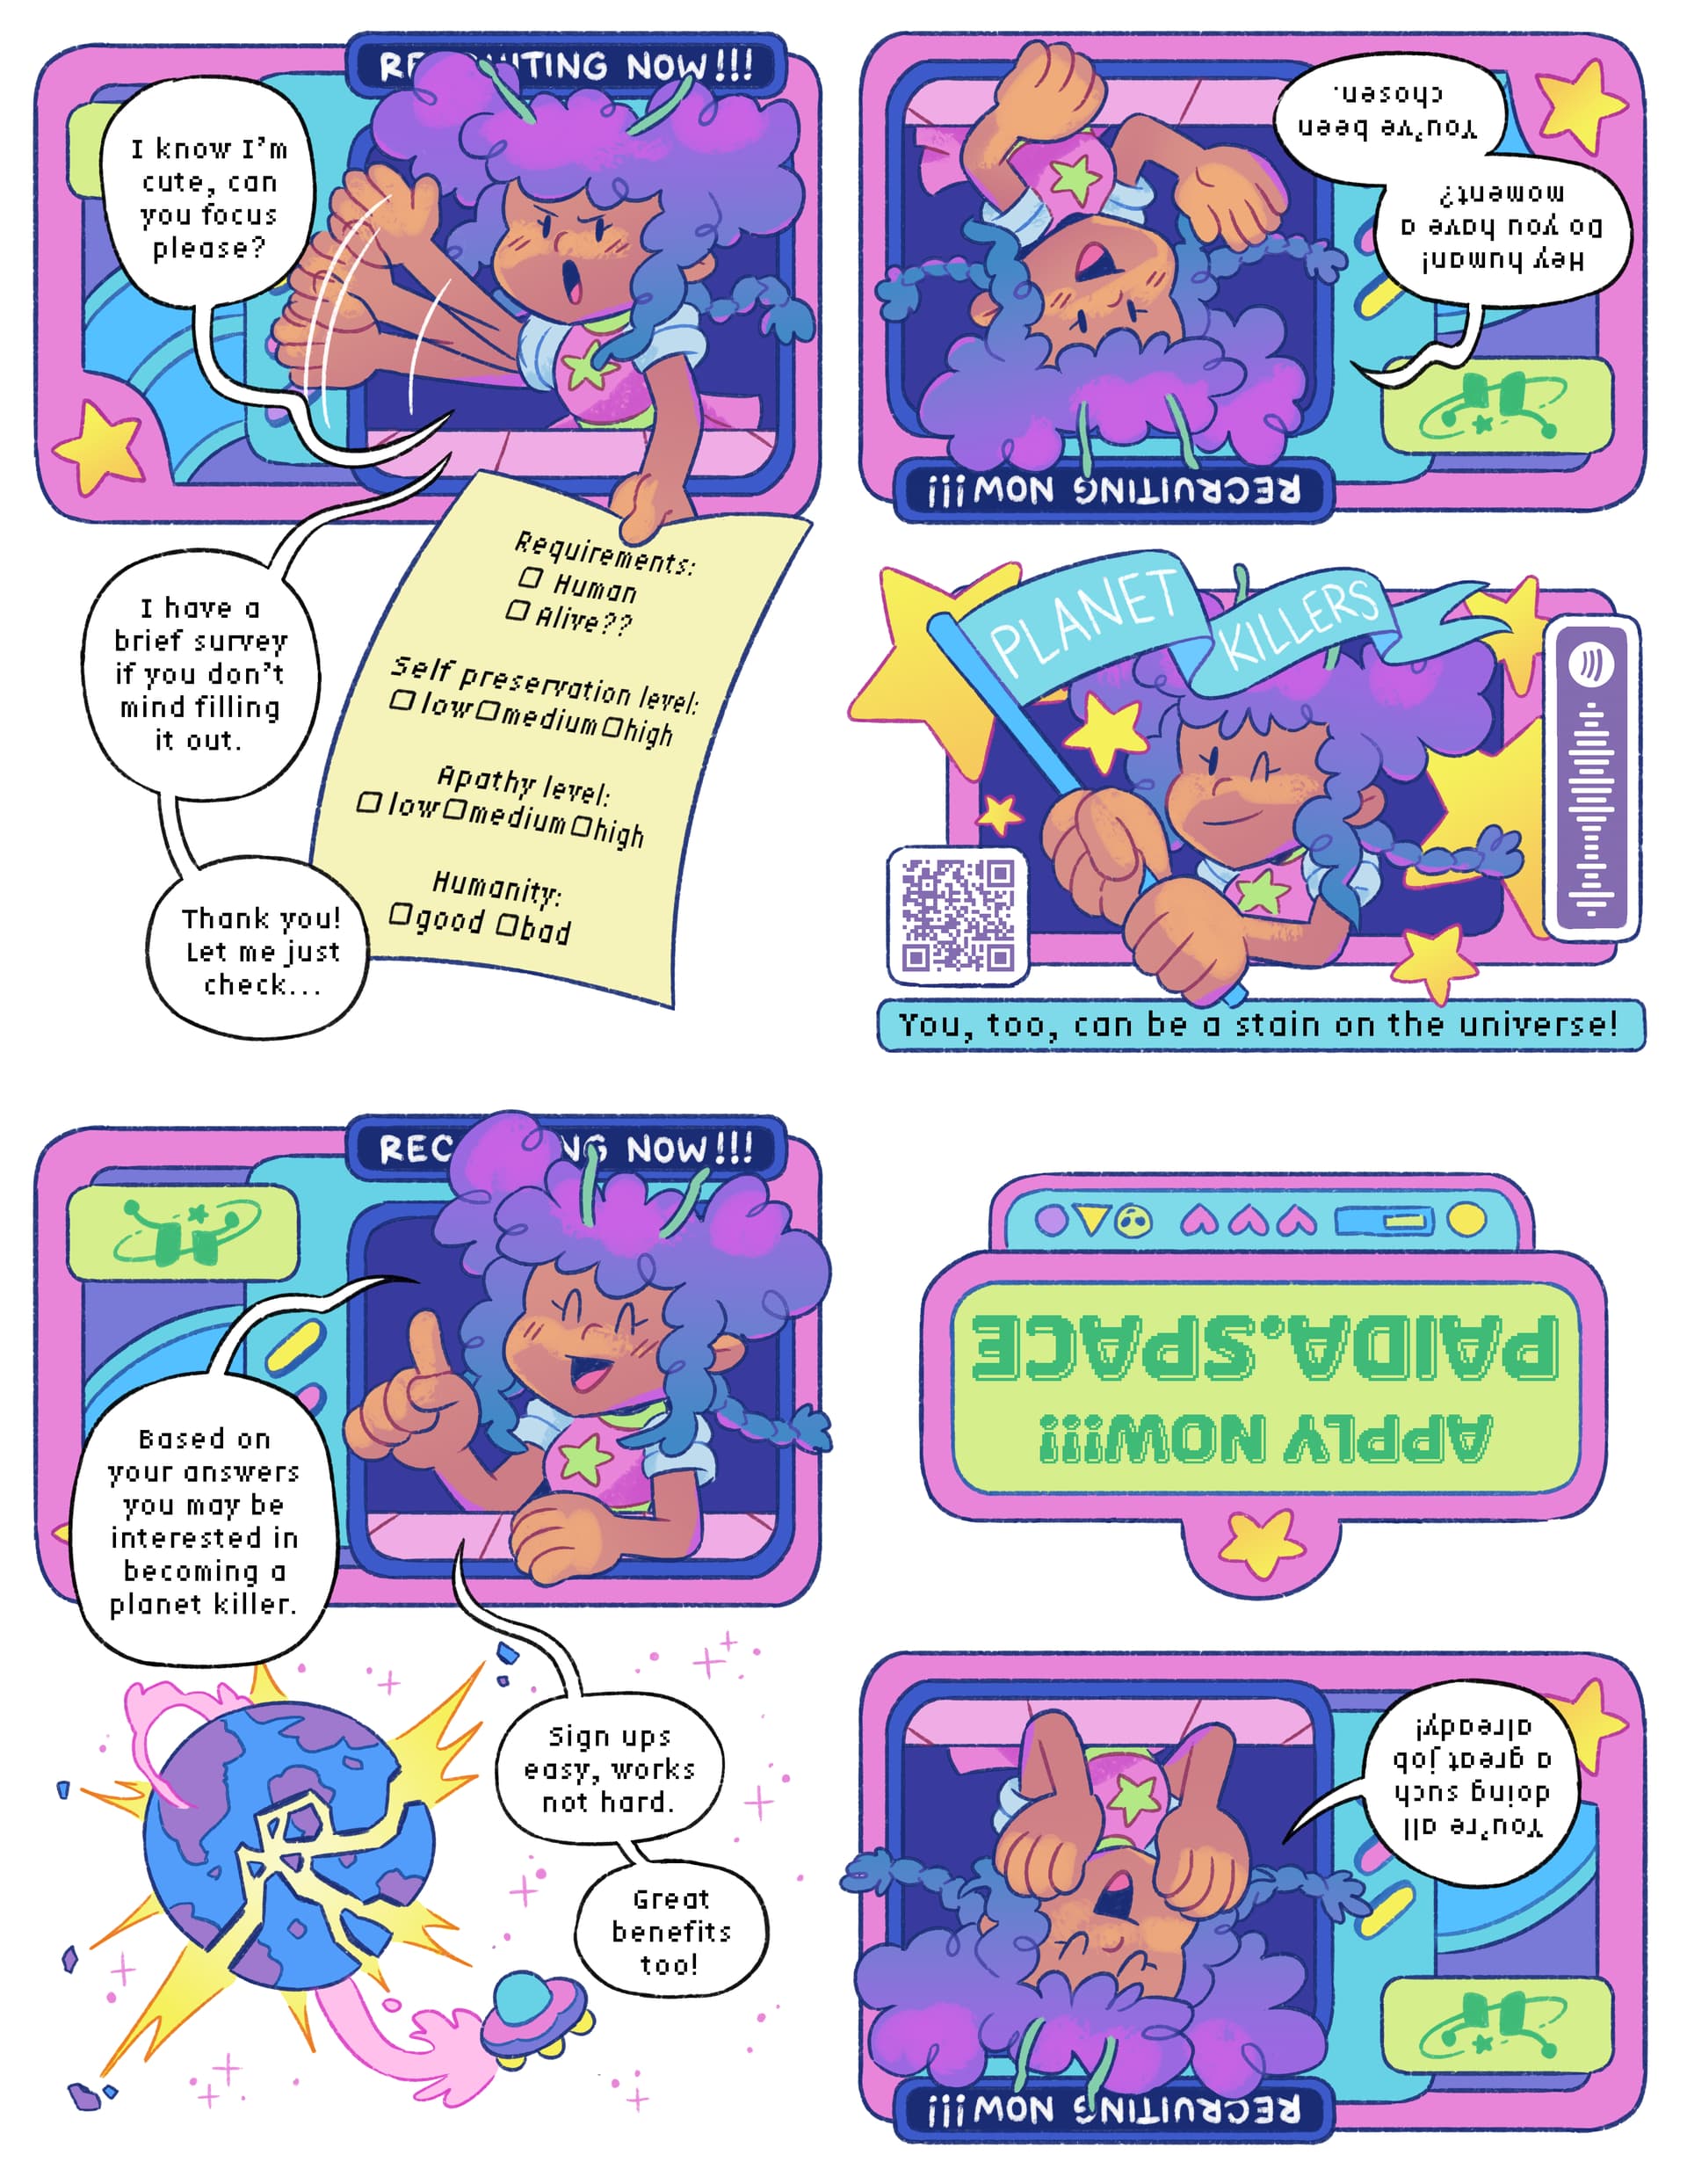 RECRUITING NOW!!!
I know I'm
cute, can
you focus
please?
I have a
brief survey
if you don't
mind filling
it out.
Thank you!
Let me just
check...
Requirements:
Human
Alive??
Self preservation level:
low medium high
Apathy level:
low medium high
Humanity:
good bad
RECRUITING NOW!!!
Hey human!
Do you have a
moment?
You've been
chosen.
PLANET KILLERS
You, too, can be a stain on the universe!
RECRUITING NOW!!!
Based on
your answers
you may be
interested in
becoming a
planet killer.
Sign ups
easy, works
not hard.
Great
benefits
too!
RECRUITING NOW!!!
You're all
doing such
a great job
already!
APPLY NOW!!!!
PAIDA.SPACE